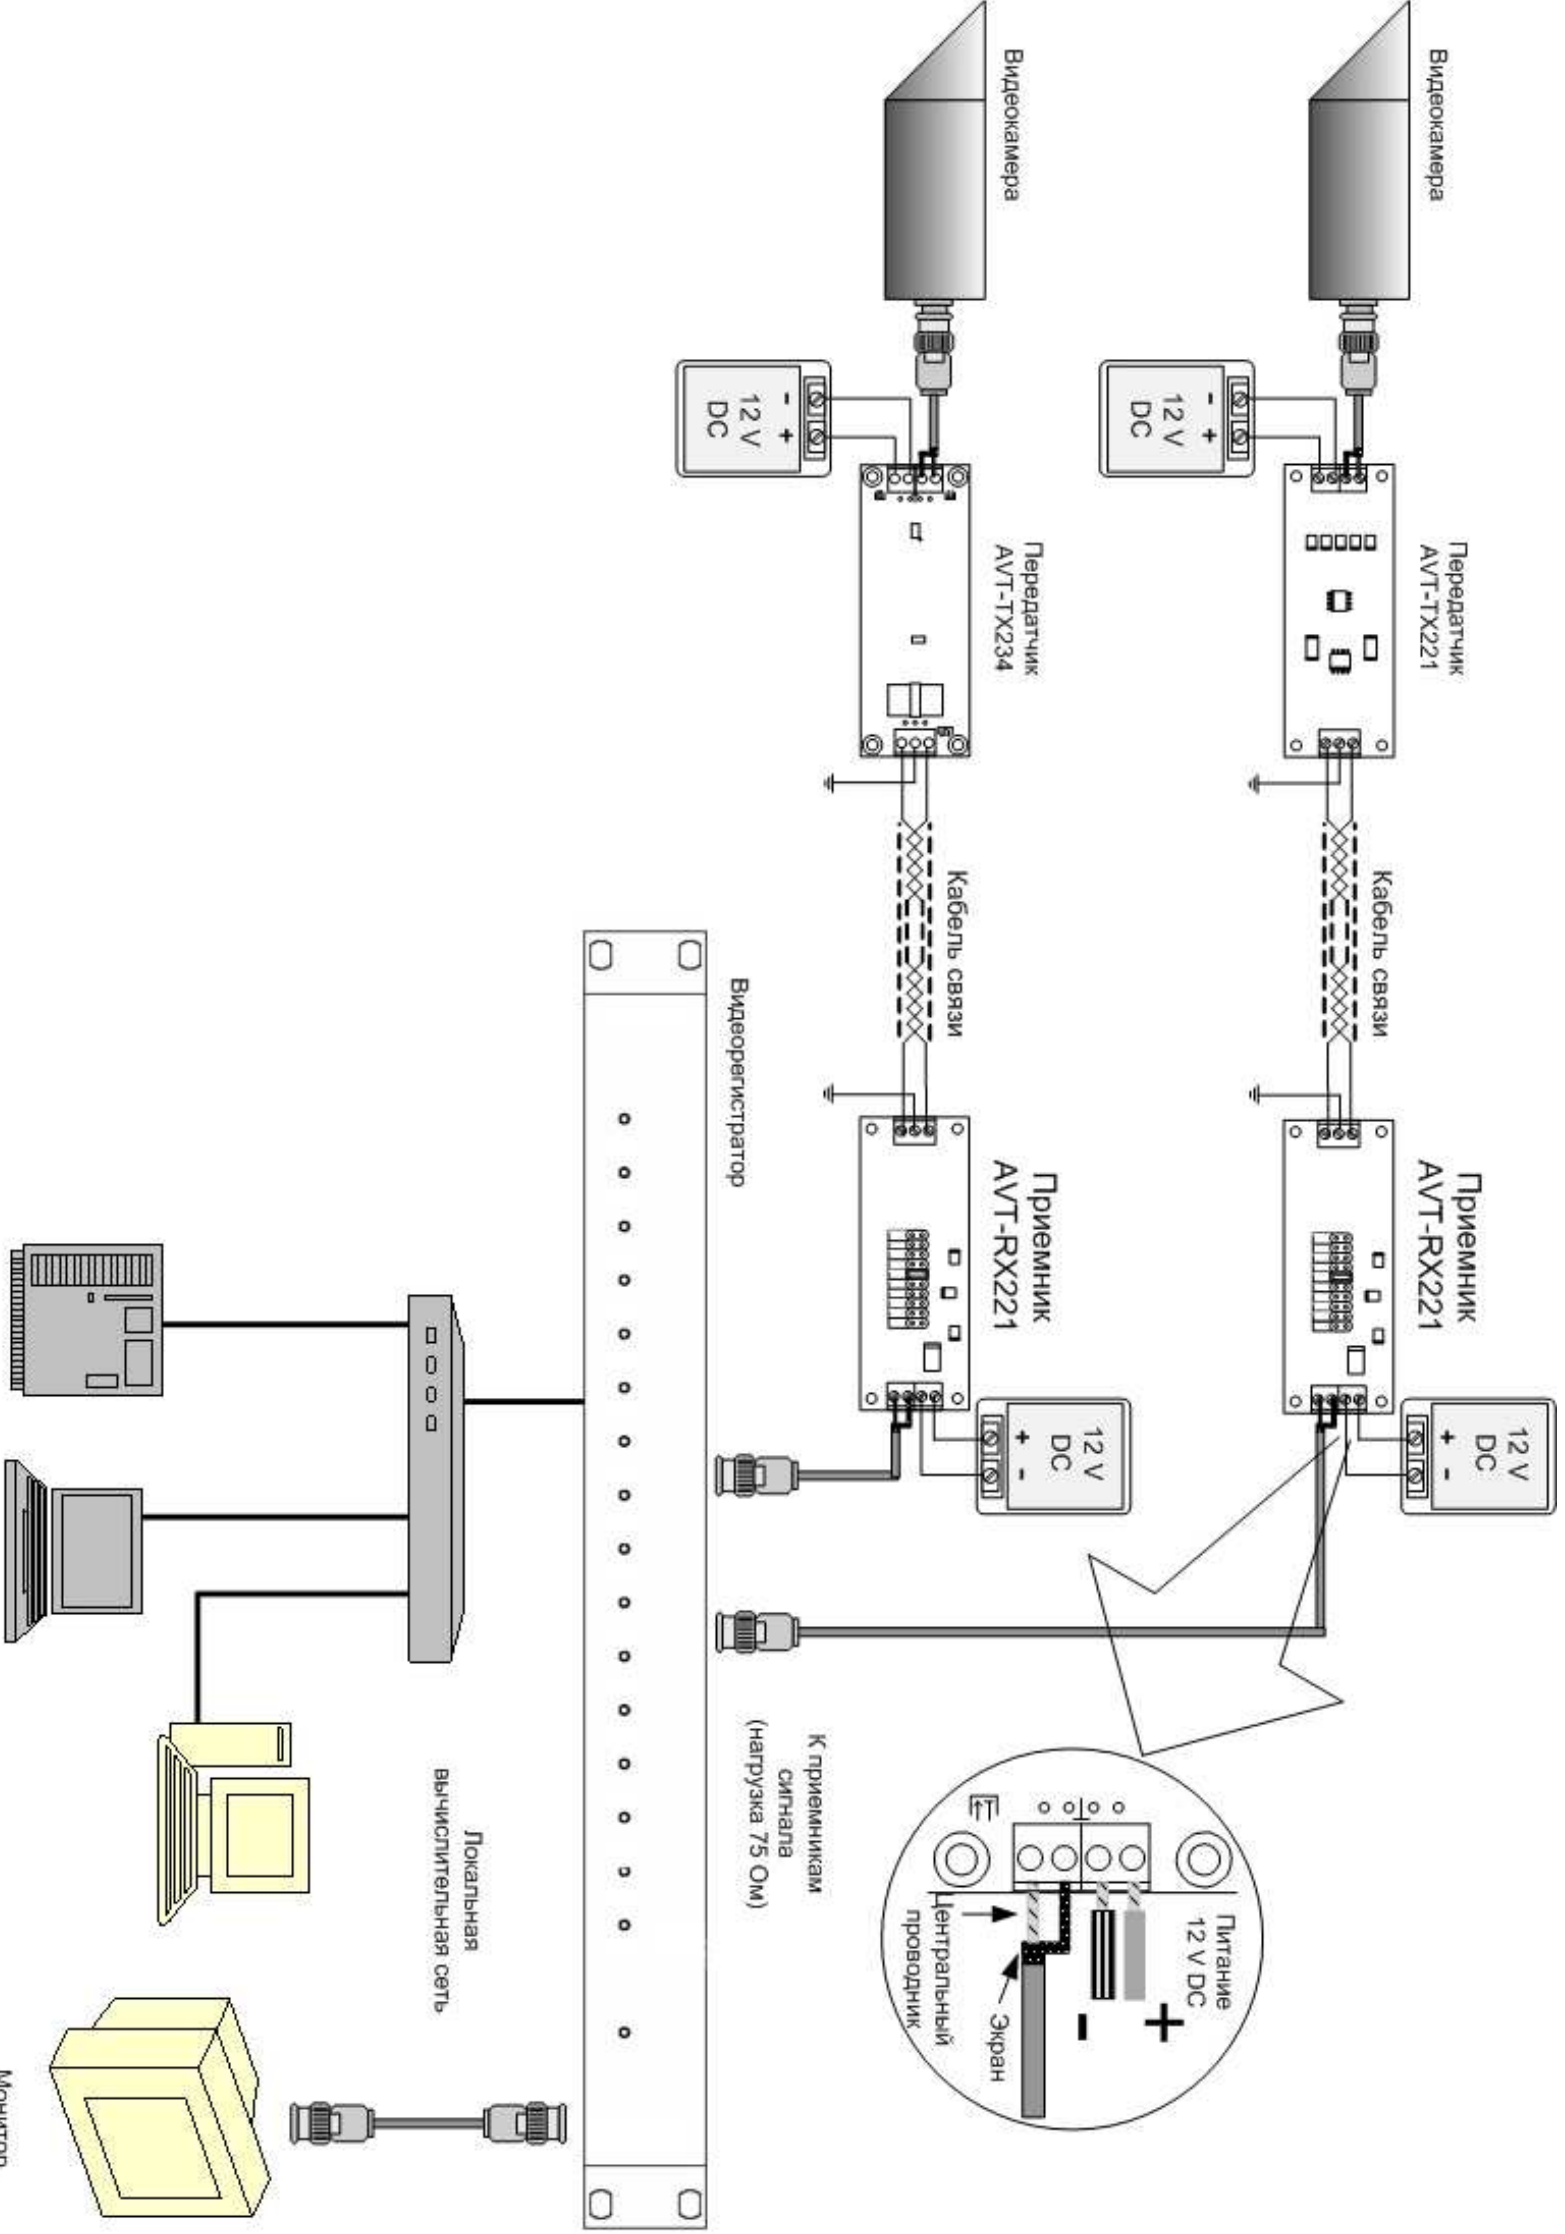 Видеокамера
Передатчик
AVT-TX221
12 V
DC
- +
Кабель связи
Приемник
AVT-RX221
12 V
DC
+ -
Видеокамера
Передатчик
AVT-TX234
12 V
DC
- +
Кабель связи
Приемник
AVT-RX221
12 V
DC
+ -
Питание
12 V DC
+
-
Экран
Центральный
проводник
К приемникам
сигнала
(нагрузка 75 Ом)
Видеорегистратор
Локальная
вычислительная сеть
Монитор